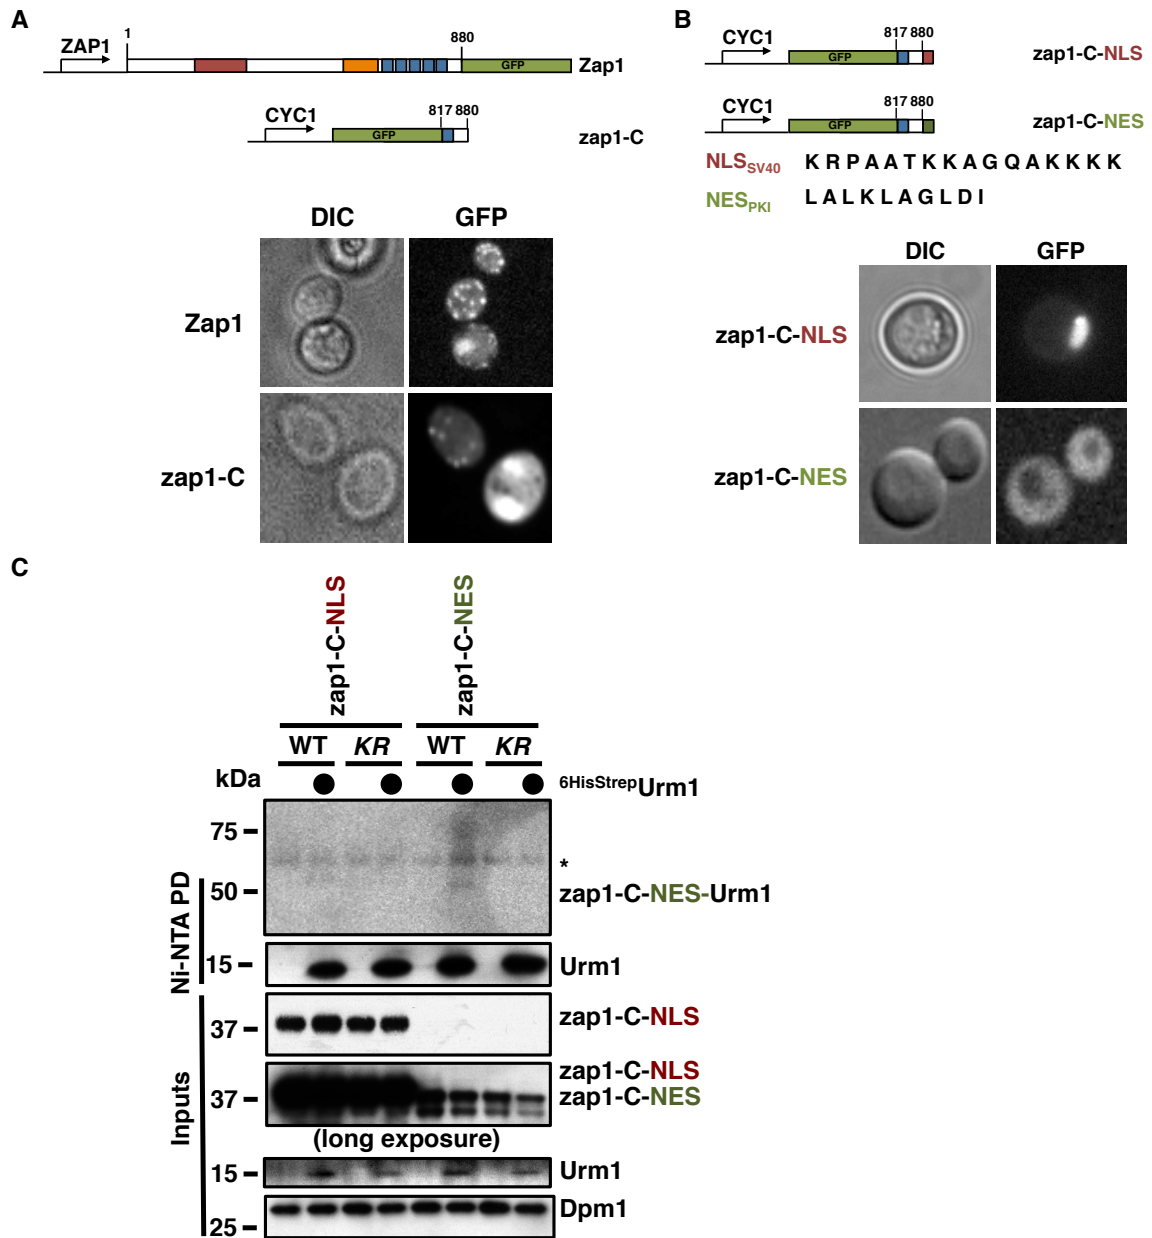 A
ZAP1
1
880
GFP
Zap1
CYC1
817 880
GFP
zap1-C
DIC GFP
Zap1
zap1-C
B
CYC1
817 880
GFP
zap1-C-NLS
CYC1
817 880
GFP
zap1-C-NES
NLSSV40 K R P A A T K K A G Q A K K K K
NESPKI L A L K L A G L D I
DIC GFP
zap1-C-NLS
zap1-C-NES
C
zap1-C-NLS
zap1-C-NES
WT KR WT KR
kDa
6HisStrepUrm1
75
*
50
zap1-C-NES-Urm1
Ni-NTA PD
15
Urm1
37
zap1-C-NLS
zap1-C-NLS
37
zap1-C-NES
Inputs
(long exposure)
15
Urm1
Dpm1
25